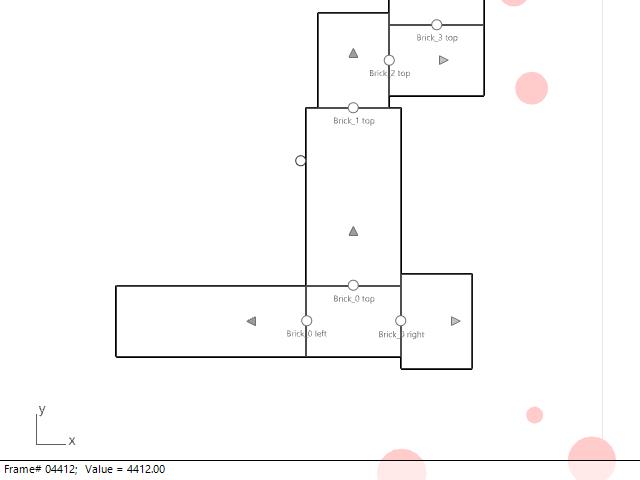 Brick_3 top
Brick_2 top
Brick_1 top
Brick_0 top
Brick_0 left
Brick_0 right
y
x
Frame# 04412; Value = 4412.00